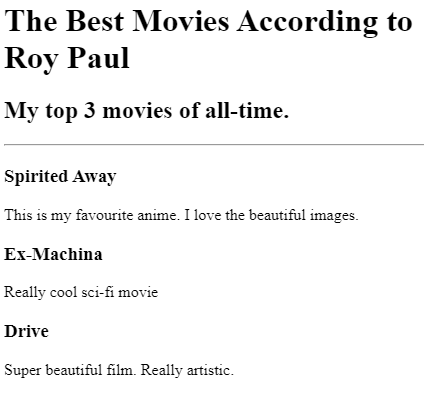 The Best Movies According to
Roy Paul
My top 3 movies of all-time.
Spirited Away
This is my favourite anime. I love the beautiful images.
Ex-Machina
Really cool sci-fi movie
Drive
Super beautiful film. Really artistic.